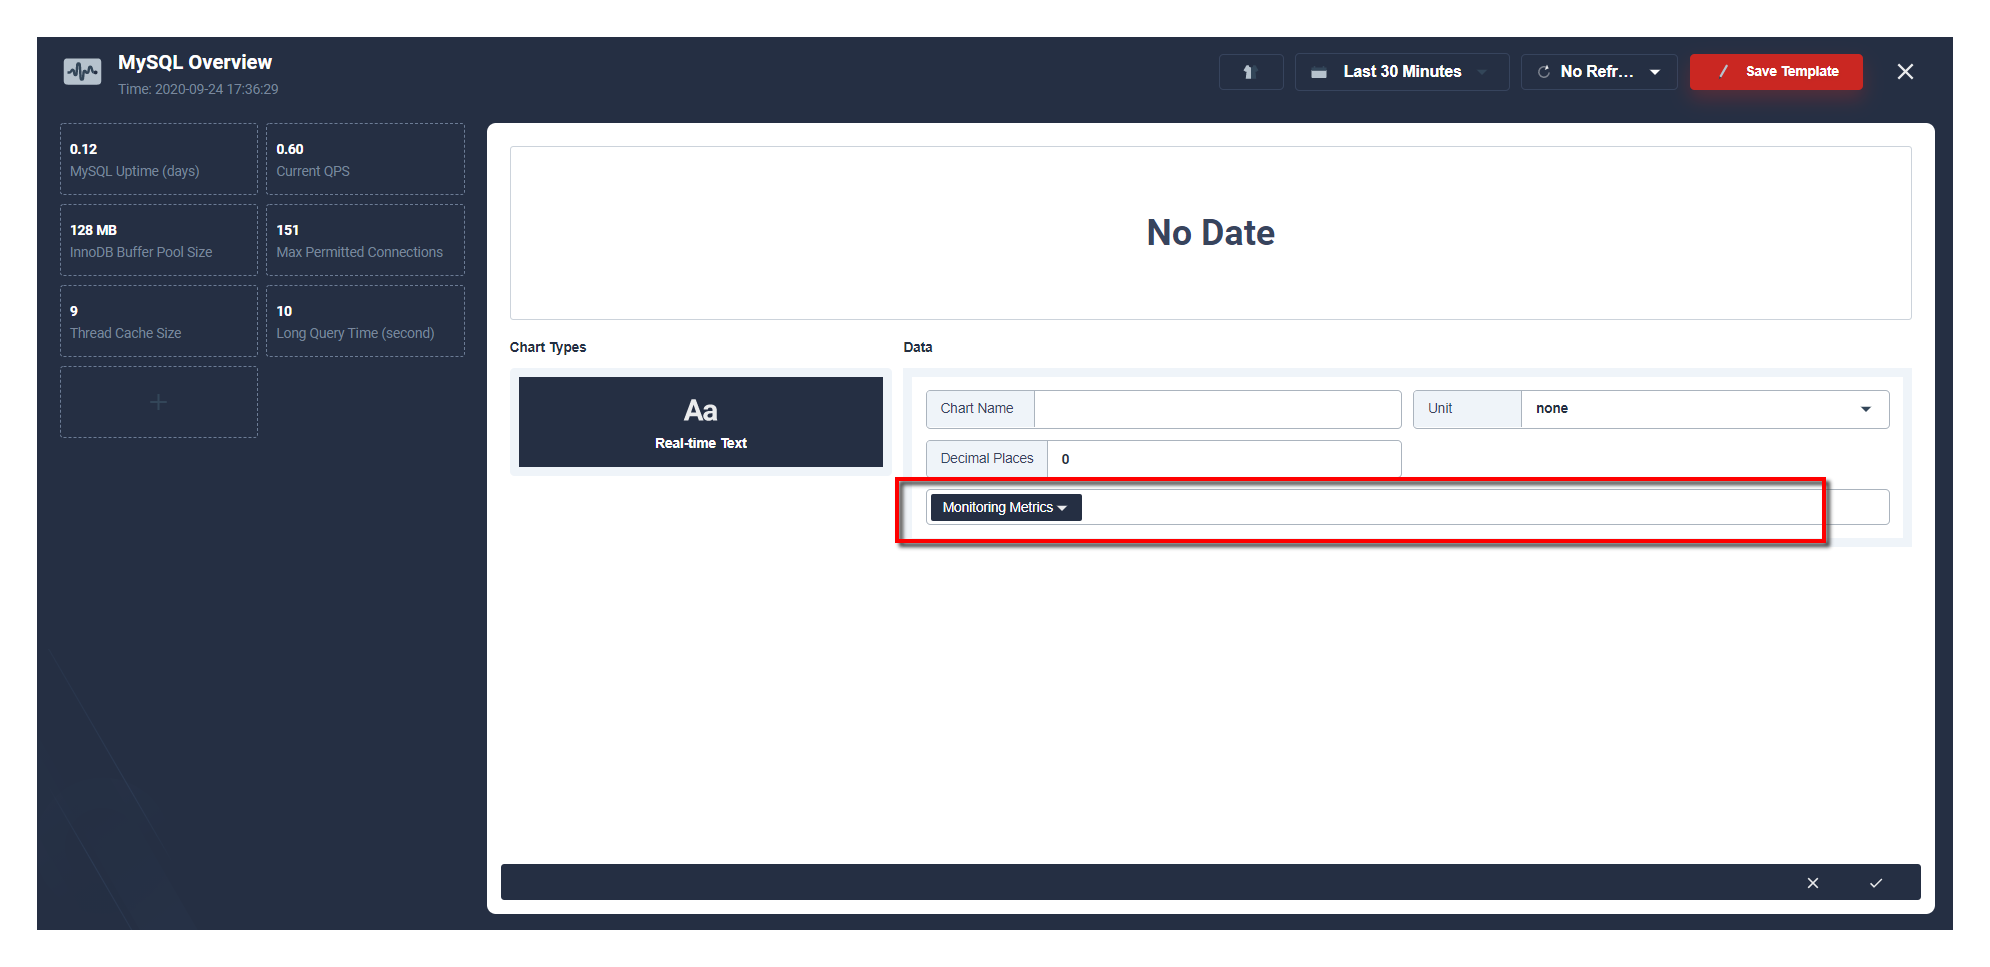 MySQL Overview
Time: 2020-09-24 17:36:29
Last 30 Minutes
No Refr...
Save Template
0.12
MySQL Uptime (days)
0.60
Current QPS
128 MB
InnoDB Buffer Pool Size
151
Max Permitted Connections
9
Thread Cache Size
10
Long Query Time (second)
No Date
Chart Types
Data
Aa
Real-time Text
Chart Name
Unit
none
Decimal Places
0
Monitoring Metrics